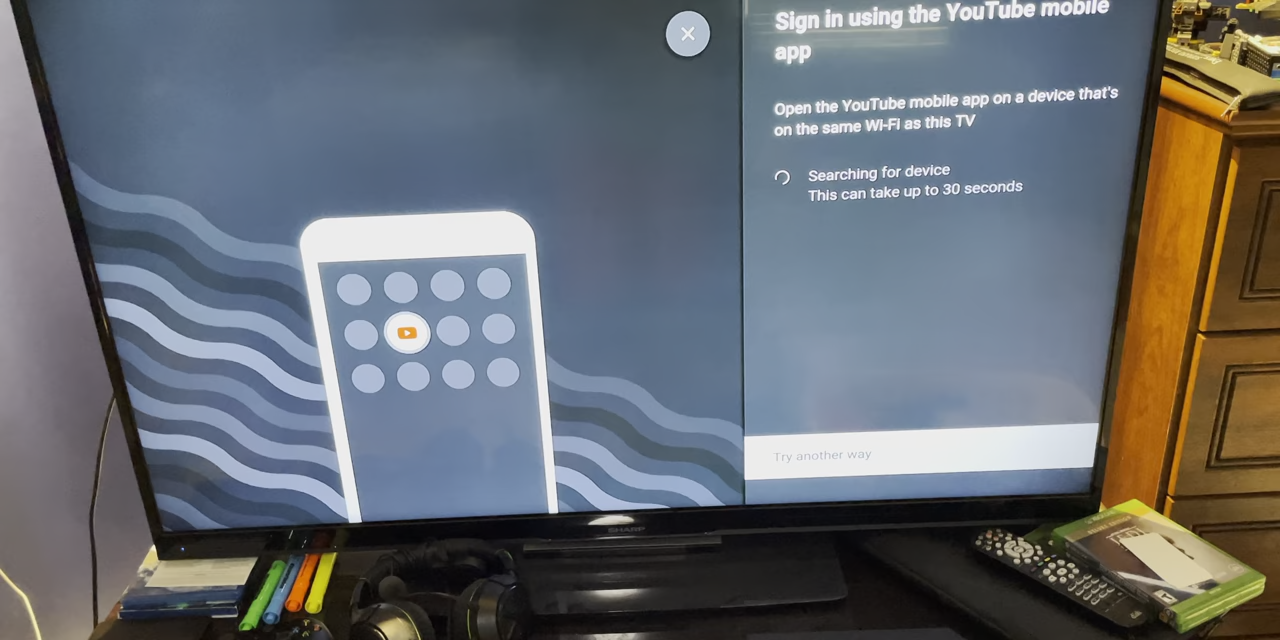 Sign in using the YouTube mobile
app
Open the YouTube mobile app on a device that's
on the same Wi-Fi as this TV
Searching for device
This can take up to 30 seconds
Try another way
SHARP